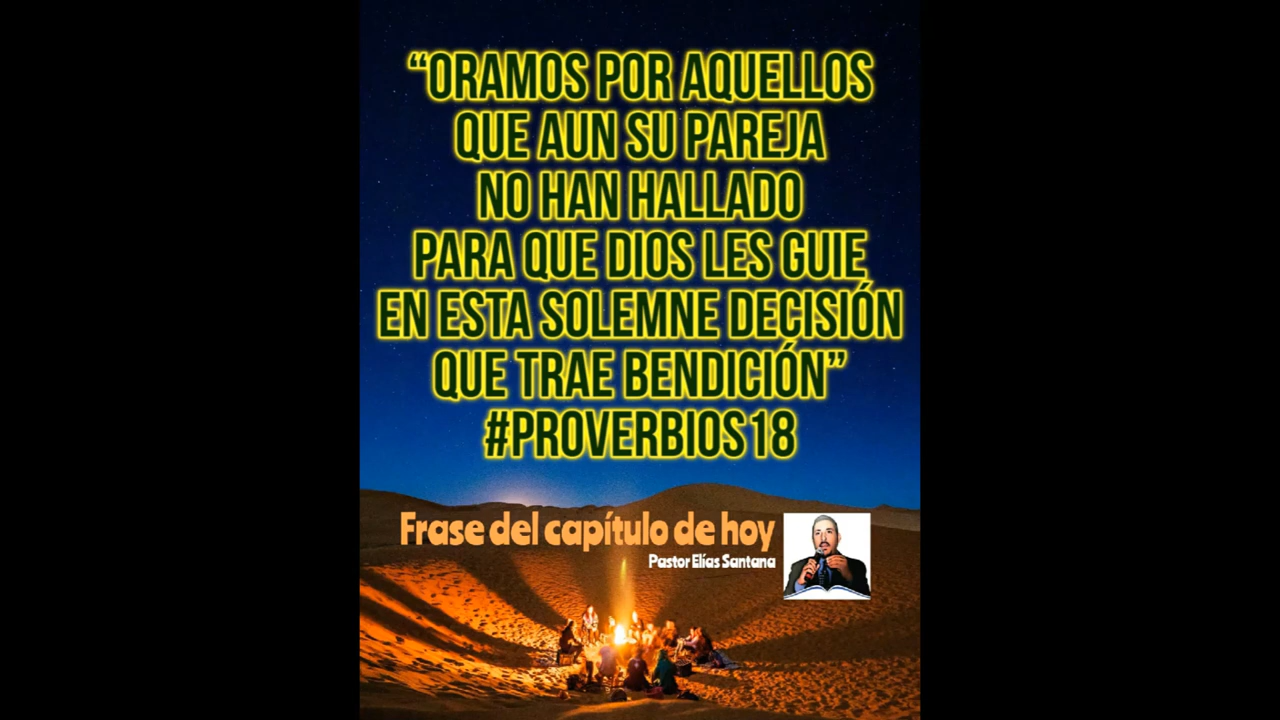 “ORAMOS POR AQUELLOS
QUE AUN SU PAREJA
NO HAN HALLADO
PARA QUE DIOS LES GUIE
EN ESTA SOLEMNE DECISIÓN
QUE TRAE BENDICIÓN”
#PROVERBIOS18
Frase del capítulo de hoy
Pastor Elías Santana